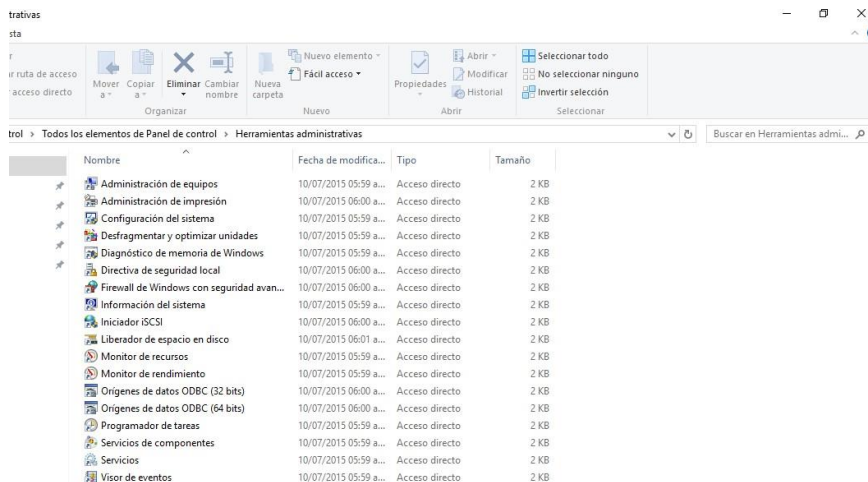 trativas
sta
r
r ruta de acceso
acceso directo
Mover a
Copiar a
Eliminar
Cambiar nombre
Organizar
Nueva carpeta
Nuevo elemento
Fácil acceso
Nuevo
Propiedades
Abrir
Modificar
Historial
Abrir
Seleccionar todo
No seleccionar ninguno
Invertir selección
Seleccionar
trol > Todos los elementos de Panel de control > Herramientas administrativas
Buscar en Herramientas admi...
Nombre Fecha de modifica... Tipo Tamaño
Administración de equipos 10/07/2015 05:59 a... Acceso directo 2 KB
Administración de impresión 10/07/2015 06:00 a... Acceso directo 2 KB
Configuración del sistema 10/07/2015 05:59 a... Acceso directo 2 KB
Desfragmentar y optimizar unidades 10/07/2015 05:59 a... Acceso directo 2 KB
Diagnóstico de memoria de Windows 10/07/2015 05:59 a... Acceso directo 2 KB
Directiva de seguridad local 10/07/2015 06:00 a... Acceso directo 2 KB
Firewall de Windows con seguridad avan... 10/07/2015 06:00 a... Acceso directo 2 KB
Información del sistema 10/07/2015 05:59 a... Acceso directo 2 KB
Iniciador iSCSI 10/07/2015 06:00 a... Acceso directo 2 KB
Liberador de espacio en disco 10/07/2015 06:01 a... Acceso directo 2 KB
Monitor de recursos 10/07/2015 05:59 a... Acceso directo 2 KB
Monitor de rendimiento 10/07/2015 05:59 a... Acceso directo 2 KB
Orígenes de datos ODBC (32 bits) 10/07/2015 06:00 a... Acceso directo 2 KB
Orígenes de datos ODBC (64 bits) 10/07/2015 06:00 a... Acceso directo 2 KB
Programador de tareas 10/07/2015 05:59 a... Acceso directo 2 KB
Servicios de componentes 10/07/2015 05:59 a... Acceso directo 2 KB
Servicios 10/07/2015 05:59 a... Acceso directo 2 KB
Visor de eventos 10/07/2015 05:59 a... Acceso directo 2 KB